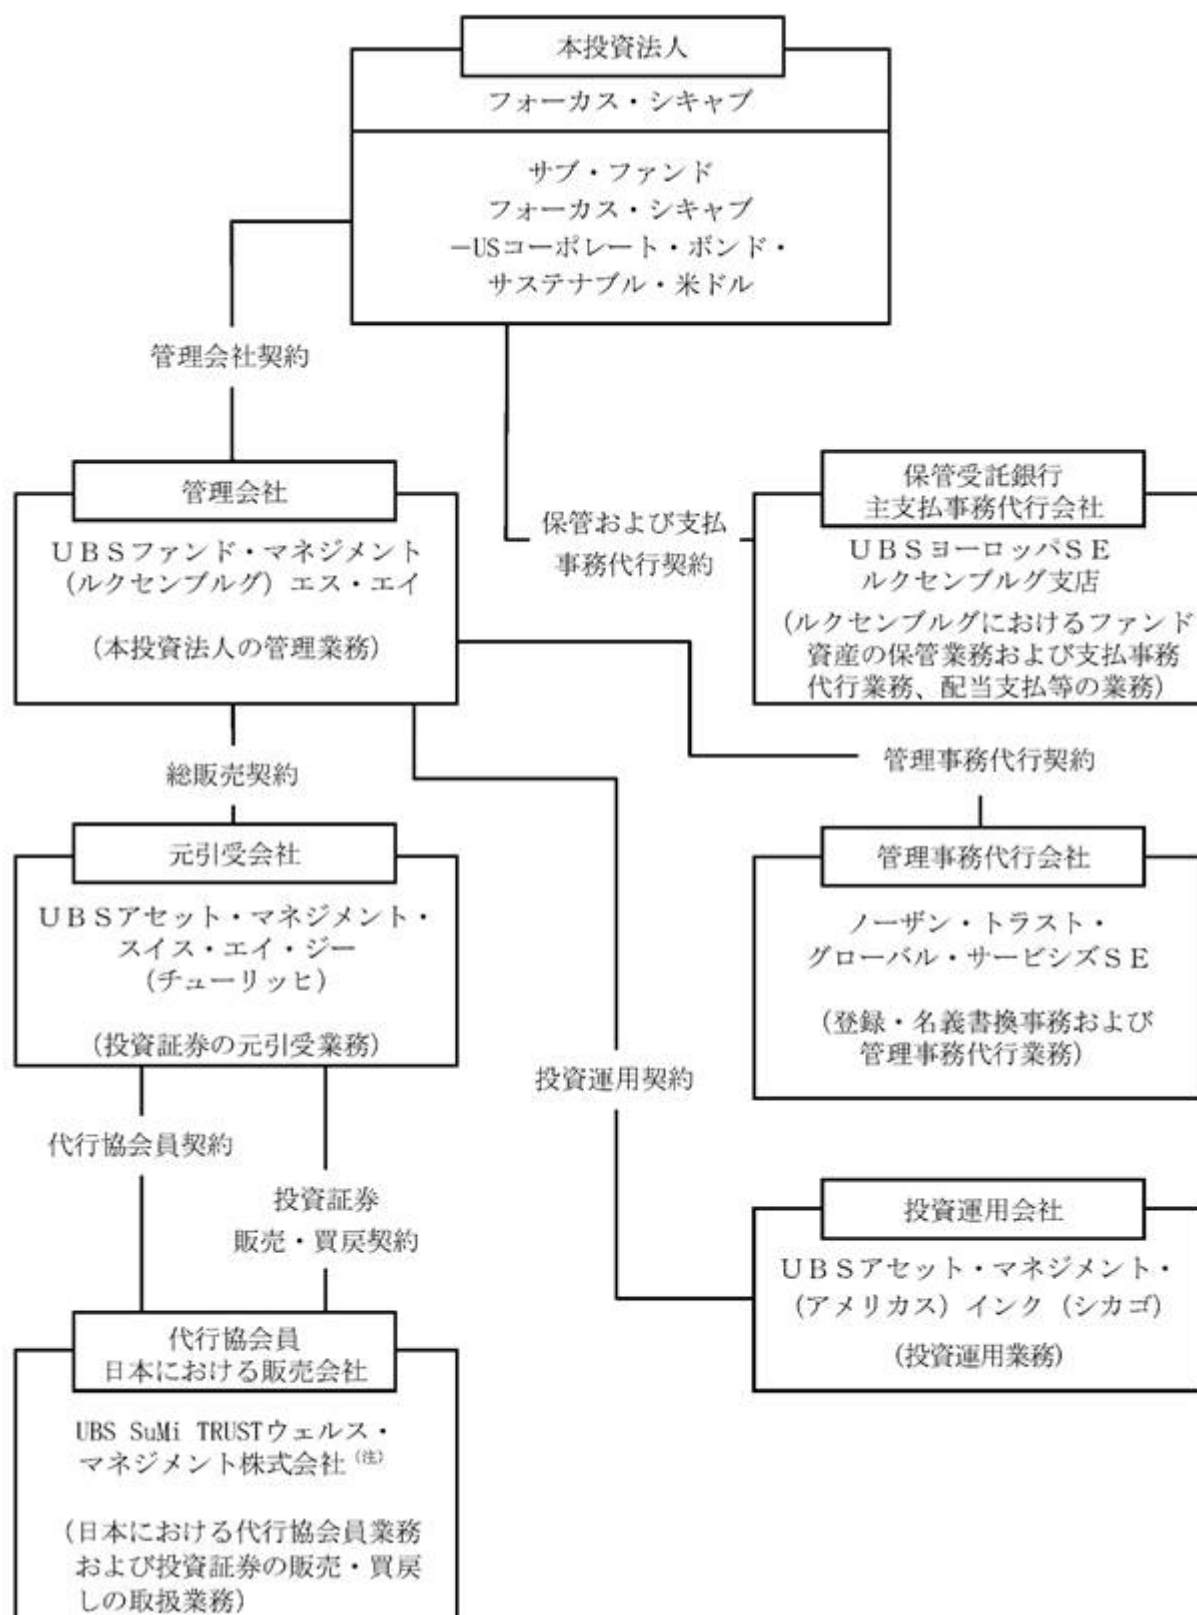 本投資法人
フォーカス・シキャブ
サブ・ファンド
フォーカス・シキャブ
－USコーポレート・ボンド・
サステナブル・米ドル
管理会社契約
管理会社
ＵＢＳファンド・マネジメント
（ルクセンブルグ）エス・エイ
（本投資法人の管理業務）
保管および支払
事務代行契約
保管受託銀行
主支払事務代行会社
ＵＢＳヨーロッパＳＥ
ルクセンブルグ支店
（ルクセンブルグにおけるファンド
資産の保管業務および支払事務
代行業務、配当支払等の業務）
総販売契約
管理事務代行契約
元引受会社
ＵＢＳアセット・マネジメント・
スイス・エイ・ジー
（チューリッヒ）
（投資証券の元引受業務）
管理事務代行会社
ノーザン・トラスト・
グローバル・サービシズＳＥ
（登録・名義書換事務および
管理事務代行業務）
投資運用契約
代行協会員契約
投資証券
販売・買戻契約
投資運用会社
ＵＢＳアセット・マネジメント・
（アメリカス）インク（シカゴ）
（投資運用業務）
代行協会員
日本における販売会社
UBS SuMi TRUSTウェルス・
マネジメント株式会社（注）
（日本における代行協会員業務
および投資証券の販売・買戻
しの取扱業務）